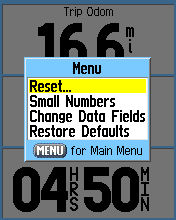 Trip Odom
16.6 mi
Menu
Reset...
Small Numbers
Change Data Fields
Restore Defaults
MENU for Main Menu
04 HRS 50 MIN